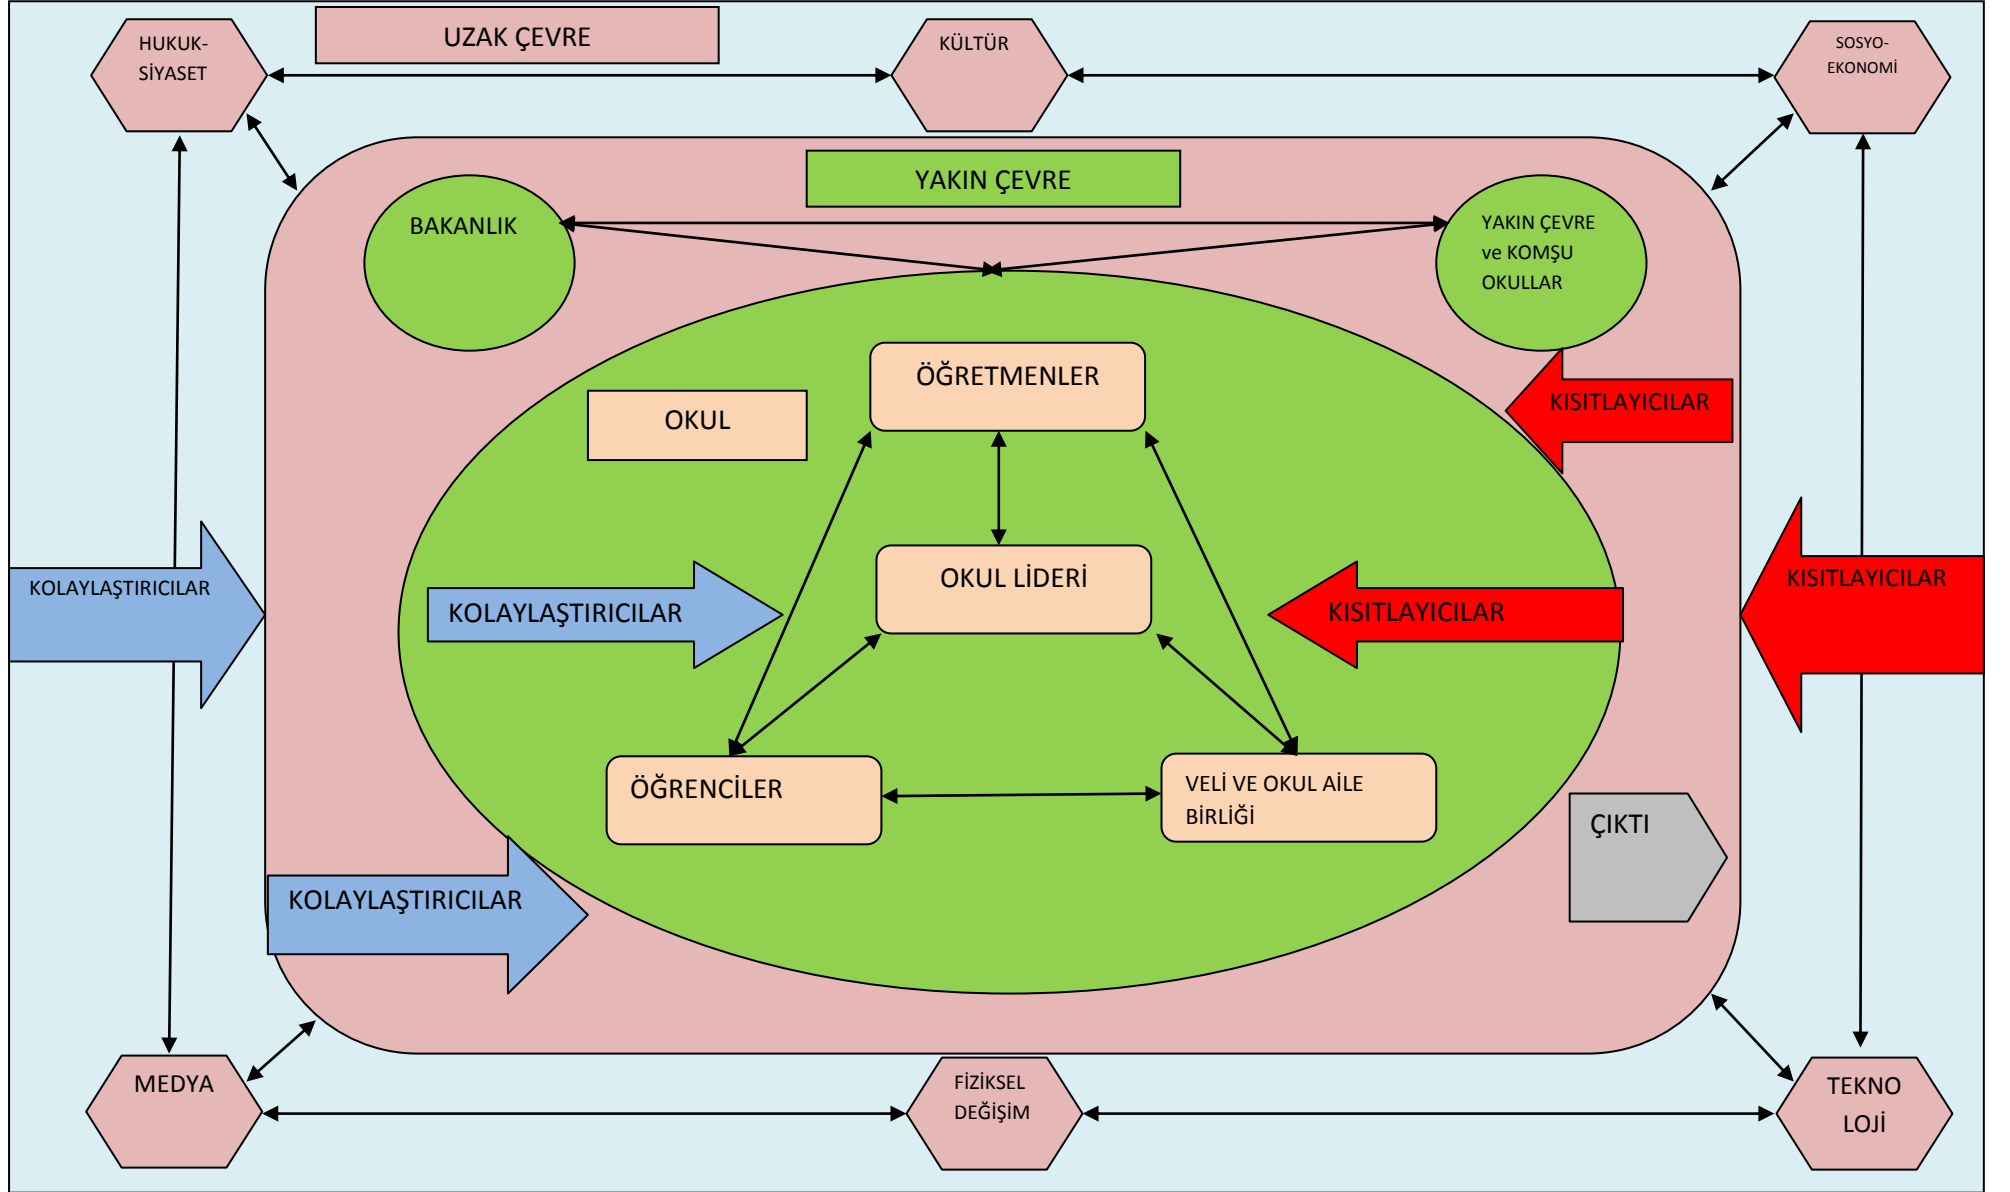 HUKUK-
SİYASET
UZAK ÇEVRE
KÜLTÜR
SOSYO-
EKONOMİ
YAKIN ÇEVRE
BAKANLIK
YAKIN ÇEVRE
ve KOMŞU
OKULLAR
ÖĞRETMENLER
OKUL
KISITLAYICILAR
KOLAYLAŞTIRICILAR
KOLAYLAŞTIRICILAR
OKUL LİDERİ
KISITLAYICILAR
KISITLAYICILAR
ÖĞRENCİLER
VELİ VE OKUL AİLE
BİRLİĞİ
ÇIKTI
KOLAYLAŞTIRICILAR
MEDYA
FİZİKSEL
DEĞİŞİM
TEKNO
LOJİ